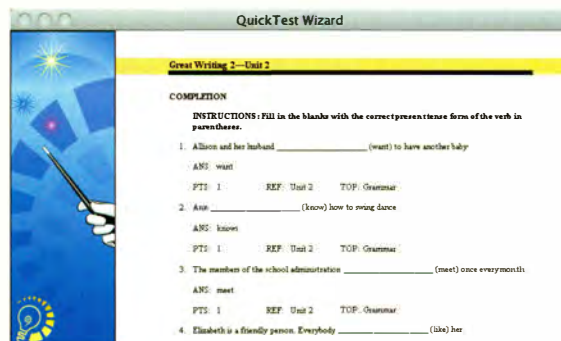 QuickTest Wizard
Great Writing 2—Unit 2
COMPLETION
INSTRUCTIONS: Fill in the blanks with the correct present tense form of the verb in
parentheses.
1. Allison and her husband ____________________ (want) to have another baby
ANS: want
PTS: 1 REF: Unit 2 TOP: Grammar
2. Ann ____________________ (know) how to swing dance
ANS: knows
PTS: 1 REF: Unit 2 TOP: Grammar
3. The members of the school administration ____________________ (meet) once every month
ANS: meet
PTS: 1 REF: Unit 2 TOP: Grammar
4. Elizabeth is a friendly person. Everybody ____________________ (like) her